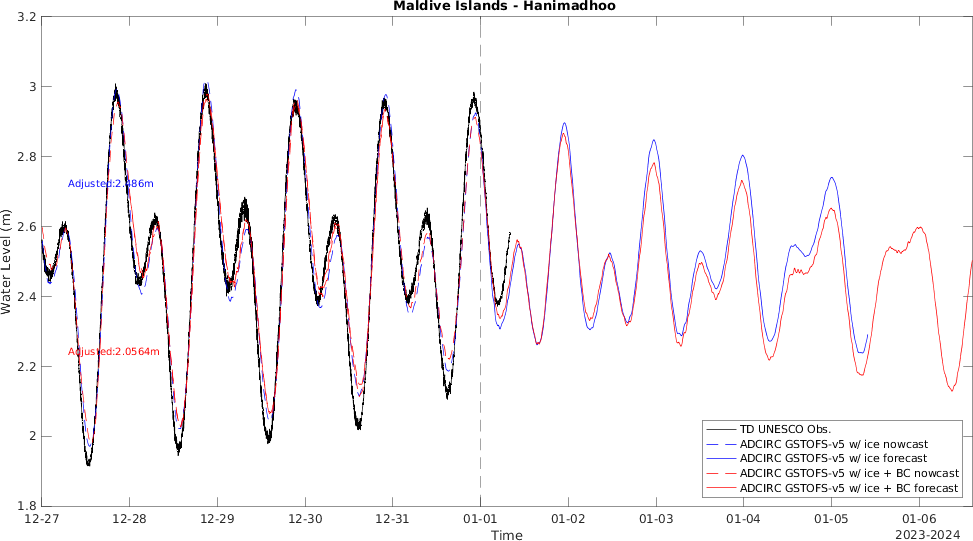 Maldive Islands - Hanimadhoo
3.2
3
2.8
2.6
2.4
2.2
2
1.8
Water Level (m)
Adjusted:2.0564m
TD UNESCO Obs.
ADCIRC GSTOFS-v5 w/ ice nowcast
ADCIRC GSTOFS-v5 w/ ice forecast
ADCIRC GSTOFS-v5 w/ ice + BC nowcast
ADCIRC GSTOFS-v5 w/ ice + BC forecast
12-27 12-28 12-29 12-30 12-31 01-01 01-02 01-03 01-04 01-05 01-06
Time
2023-2024